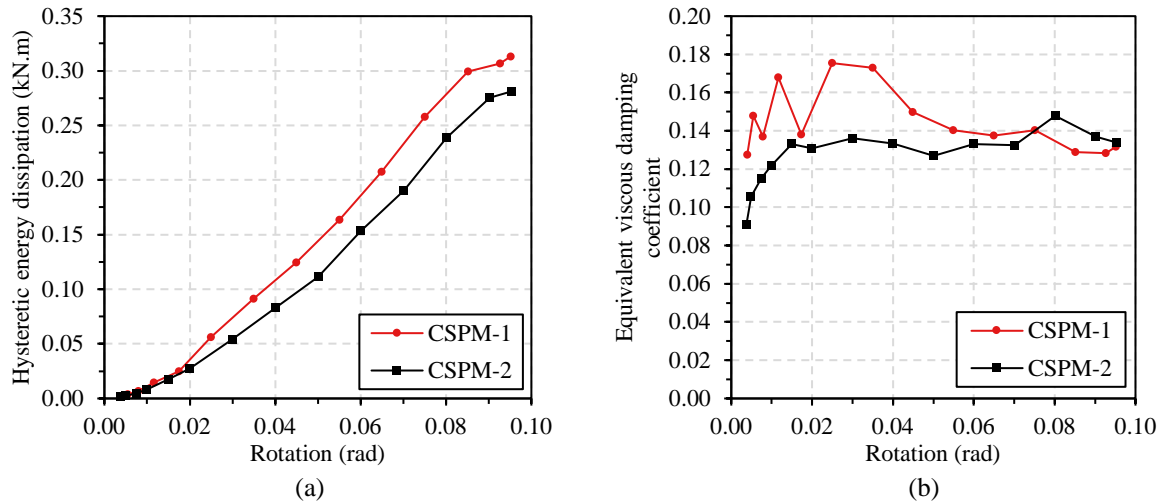 0.35
0.30
0.25
0.20
0.15
0.10
0.05
0.00
Hysteretic energy dissipation (kN.m)
CSPM-1
CSPM-2
0.00 0.02 0.04 0.06 0.08 0.10
Rotation (rad)
(a)
0.20
0.18
0.16
0.14
0.12
0.10
0.08
0.06
0.04
0.02
0.00
Equivalent viscous damping
coefficient
CSPM-1
CSPM-2
0.00 0.02 0.04 0.06 0.08 0.10
Rotation (rad)
(b)